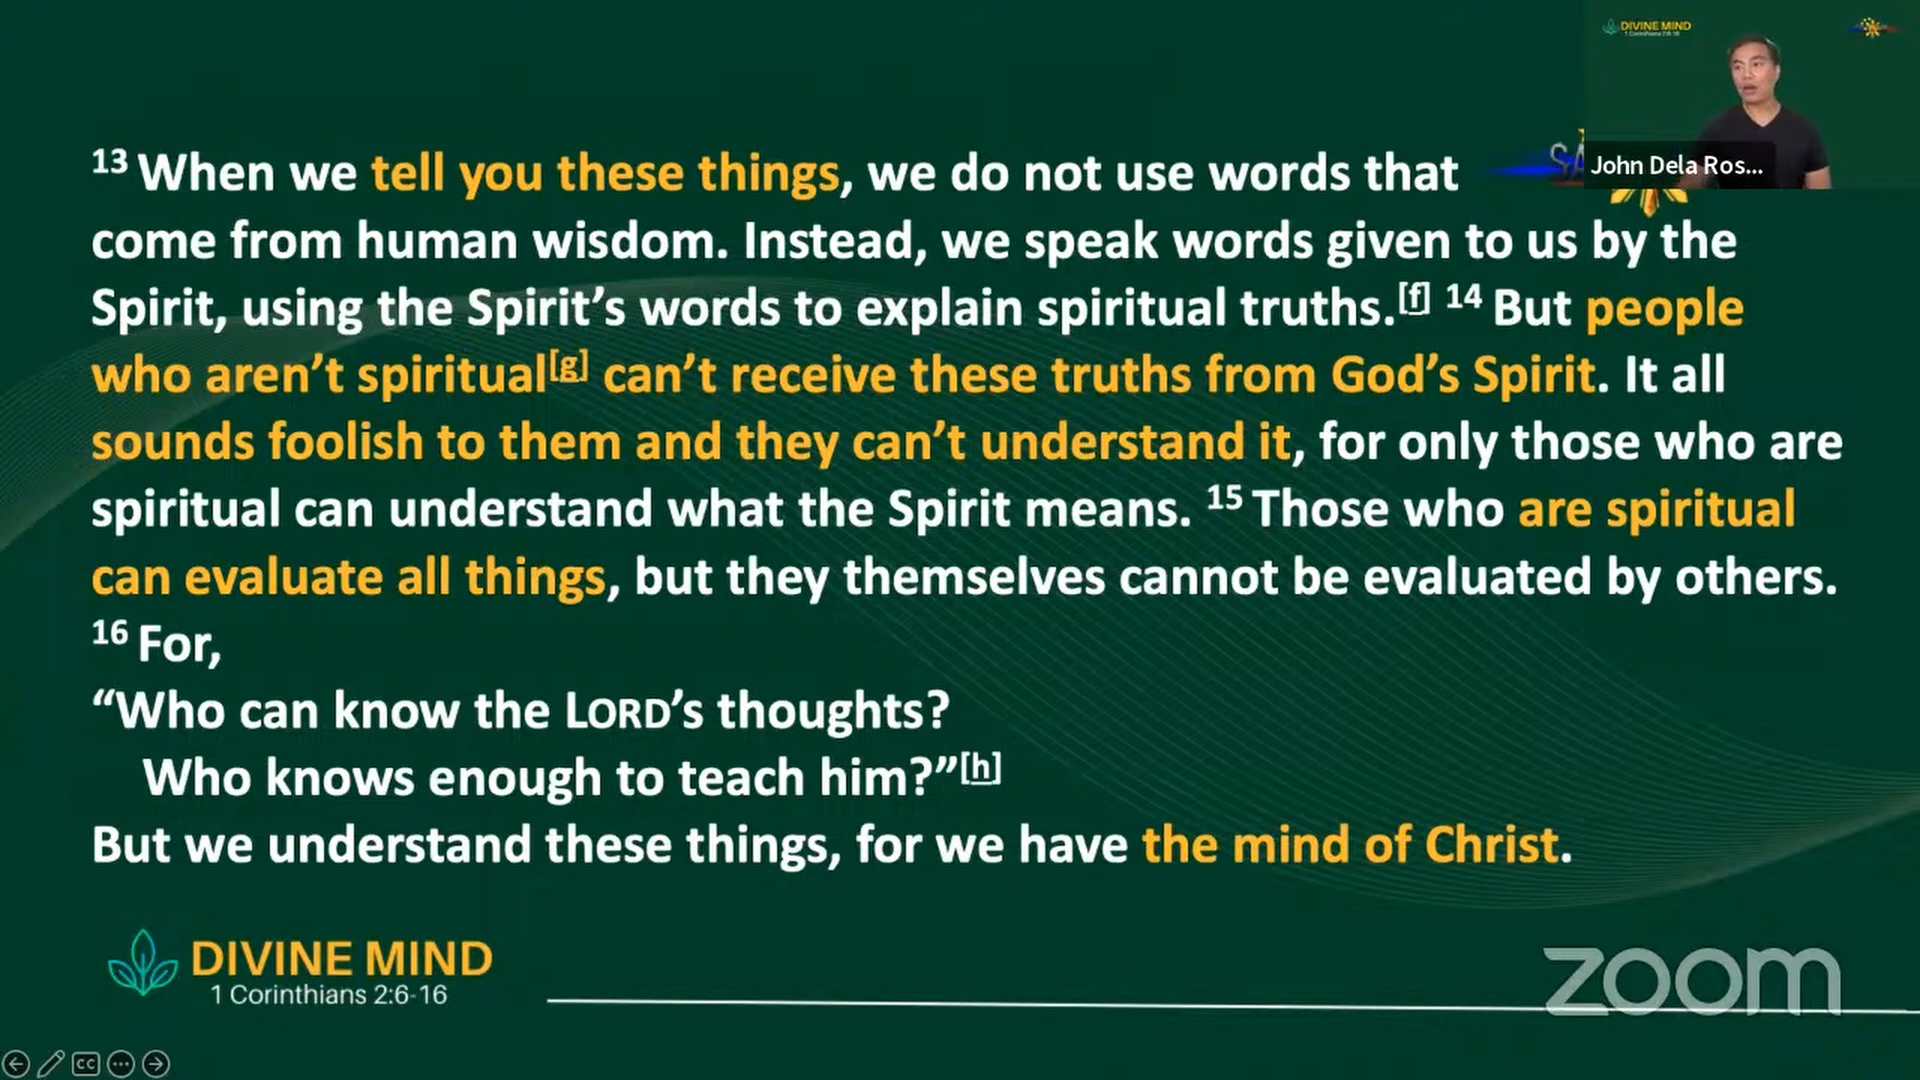 DIVINE MIND
1 Corinthians 2:6-16
John Dela Ros...
13 When we tell you these things, we do not use words that
come from human wisdom. Instead, we speak words given to us by the
Spirit, using the Spirit’s words to explain spiritual truths.[f] 14 But people
who aren’t spiritual[g] can’t receive these truths from God’s Spirit. It all
sounds foolish to them and they can’t understand it, for only those who are
spiritual can understand what the Spirit means. 15 Those who are spiritual
can evaluate all things, but they themselves cannot be evaluated by others.
16 For,
“Who can know the LORD’s thoughts?
Who knows enough to teach him?”[h]
But we understand these things, for we have the mind of Christ.
DIVINE MIND
1 Corinthians 2:6-16
zoom
CC